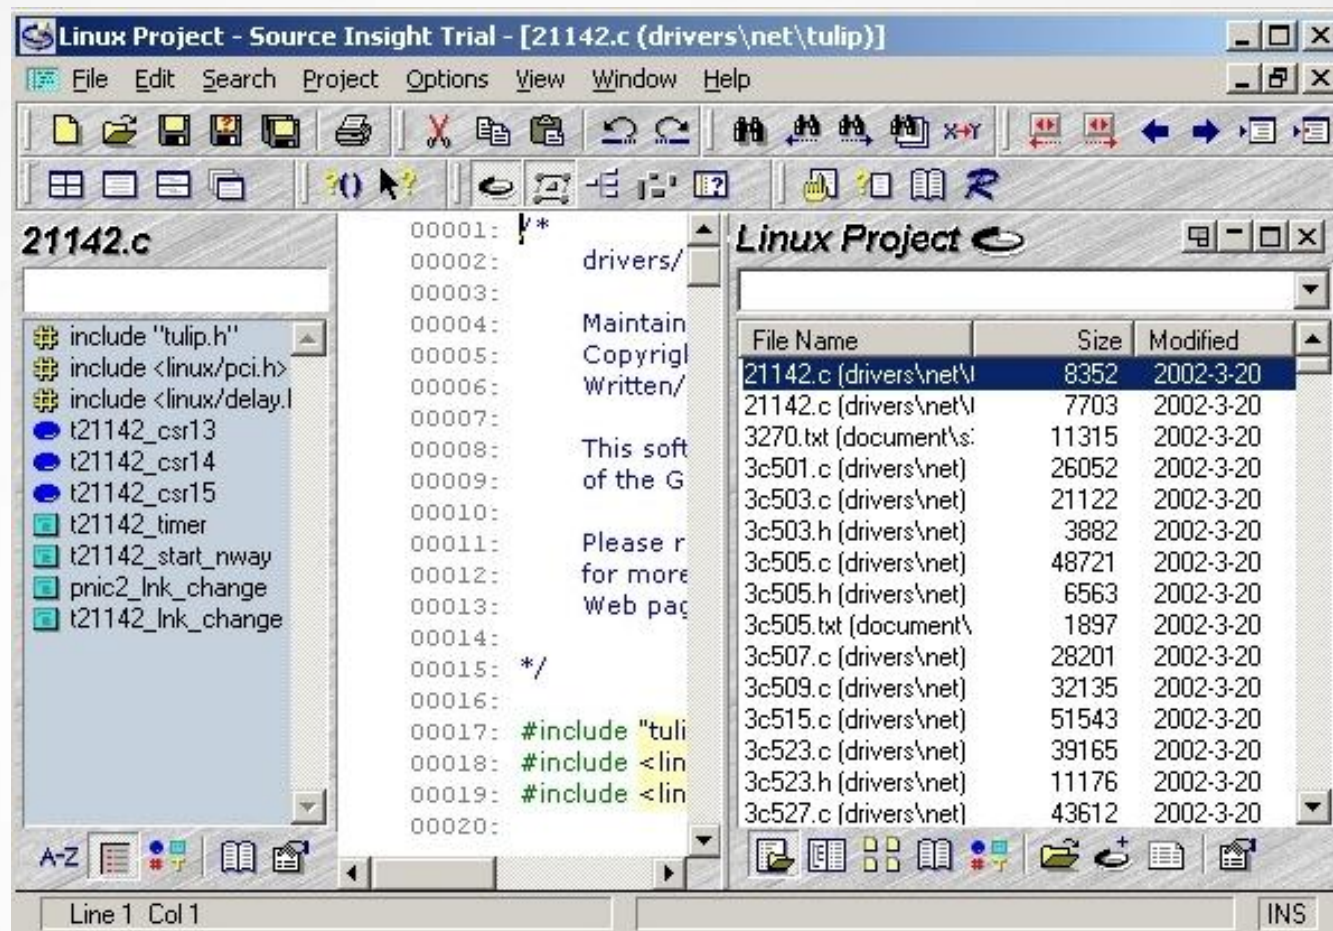 Linux Project - Source Insight Trial - [21142.c (drivers\net\tulip)]
File Edit Search Project Options View Window Help
21142.c
include "tulip.h"
include <linux/pci.h>
include <linux/delay.
t21142_csr13
t21142_csr14
t21142_csr15
t21142_timer
t21142_start_nway
pnic2_lnk_change
t21142_lnk_change
A-Z
00001: /*
00002: drivers/
00003:
00004: Maintain
00005: Copyrigl
00006: Written/
00007:
00008: This soft
00009: of the G
00010:
00011: Please r
00012: for more
00013: Web pag
00014:
00015: */
00016:
00017: #include "tuli
00018: #include <lin
00019: #include <lin
00020:
Linux Project
File Name Size Modified
21142.c (drivers\net\ 8352 2002-3-20
21142.c (drivers\net\ 7703 2002-3-20
3270.txt (document\s 11315 2002-3-20
3c501.c (drivers\net) 26052 2002-3-20
3c503.c (drivers\net) 21122 2002-3-20
3c503.h (drivers\net) 3882 2002-3-20
3c505.c (drivers\net) 48721 2002-3-20
3c505.h (drivers\net) 6563 2002-3-20
3c505.txt (document\ 1897 2002-3-20
3c507.c (drivers\net) 28201 2002-3-20
3c509.c (drivers\net) 32135 2002-3-20
3c515.c (drivers\net) 51543 2002-3-20
3c523.c (drivers\net) 39165 2002-3-20
3c523.h (drivers\net) 11176 2002-3-20
3c527.c (drivers\net) 43612 2002-3-20
Line 1 Col 1
INS